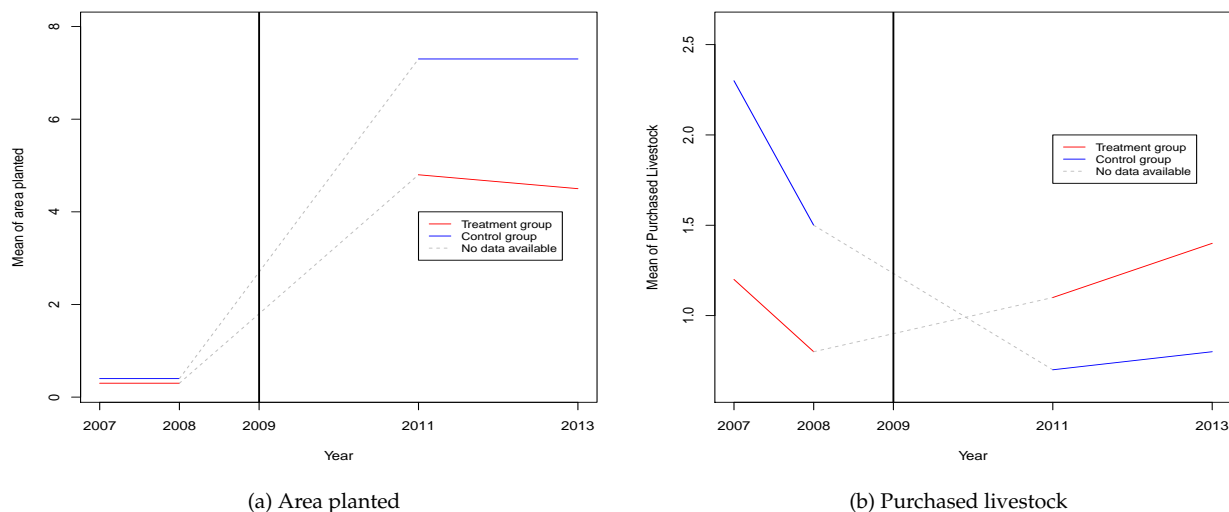 8
6
4
2
0
Mean of area planted
Treatment group
Control group
No data available
2007 2008 2009 2011 2013
Year
(a) Area planted
2.5
2.0
1.5
1.0
Mean of Purchased Livestock
Treatment group
Control group
No data available
2007 2008 2009 2011 2013
Year
(b) Purchased livestock